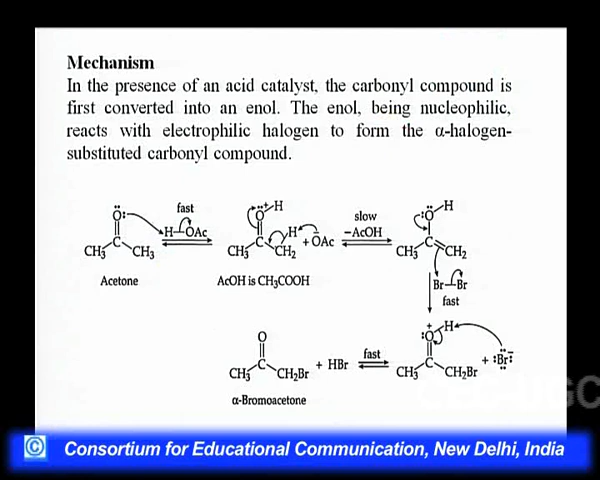 Mechanism
In the presence of an acid catalyst, the carbonyl compound is
first converted into an enol. The enol, being nucleophilic,
reacts with electrophilic halogen to form the α-halogen-
substituted carbonyl compound.
Ö: fast H–OAc CH₃ C CH₃ Acetone
:O⁺ H CH₃ C CH₂ H + ŌAc AcOH is CH₃COOH
slow –AcOH
:Ö H CH₃ C CH₂
Br–Br
fast
O CH₃ C CH₂Br + HBr fast :O⁺ H CH₃ C CH₂Br + :Br:⁻
α-Bromoacetone
UGC
© Consortium for Educational Communication, New Delhi, India